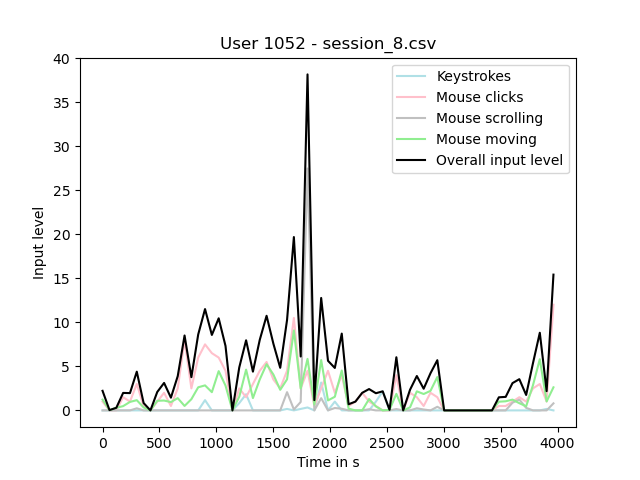 User 1052 - session_8.csv
Keystrokes
Mouse clicks
Mouse scrolling
Mouse moving
Overall input level
Input level
40
35
30
25
20
15
10
5
0
0 500 1000 1500 2000 2500 3000 3500 4000
Time in s